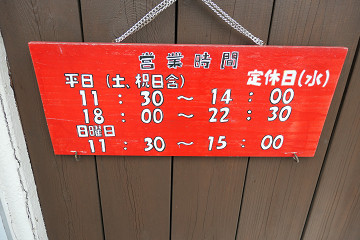 営業時間
平日(土、祝日含) 定休日(水)
11:30〜14:00
18:00〜22:30
日曜日
11:30〜15:00